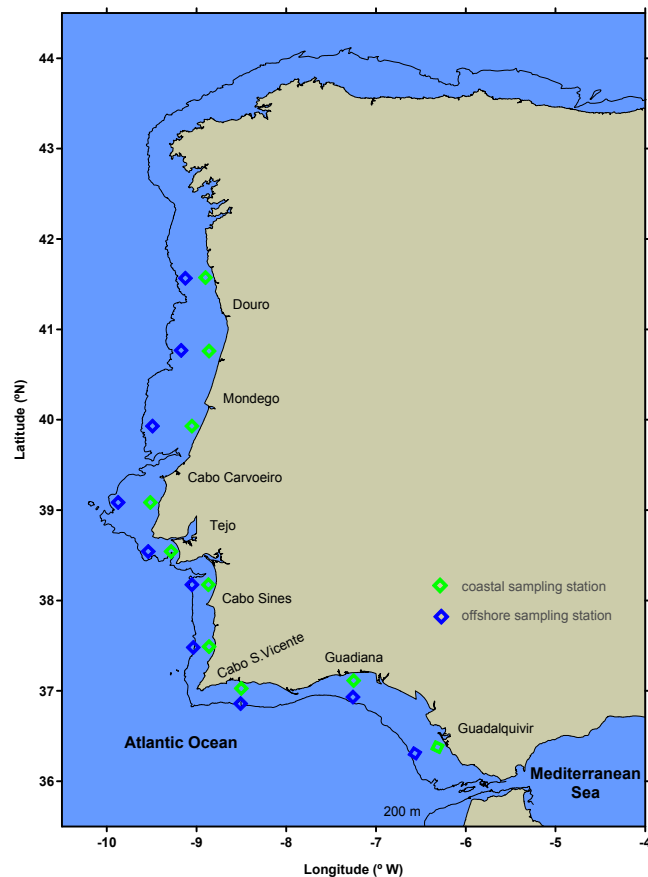 44
43
42
41
40
39
38
37
36
Latitude (ºN)
Douro
Mondego
Cabo Carvoeiro
Tejo
coastal sampling station
offshore sampling station
Cabo Sines
Cabo S.Vicente
Guadiana
Guadalquivir
Atlantic Ocean
Mediterranean
Sea
200 m
-10
-9
-8
-7
-6
-5
-4
Longitude (º W)